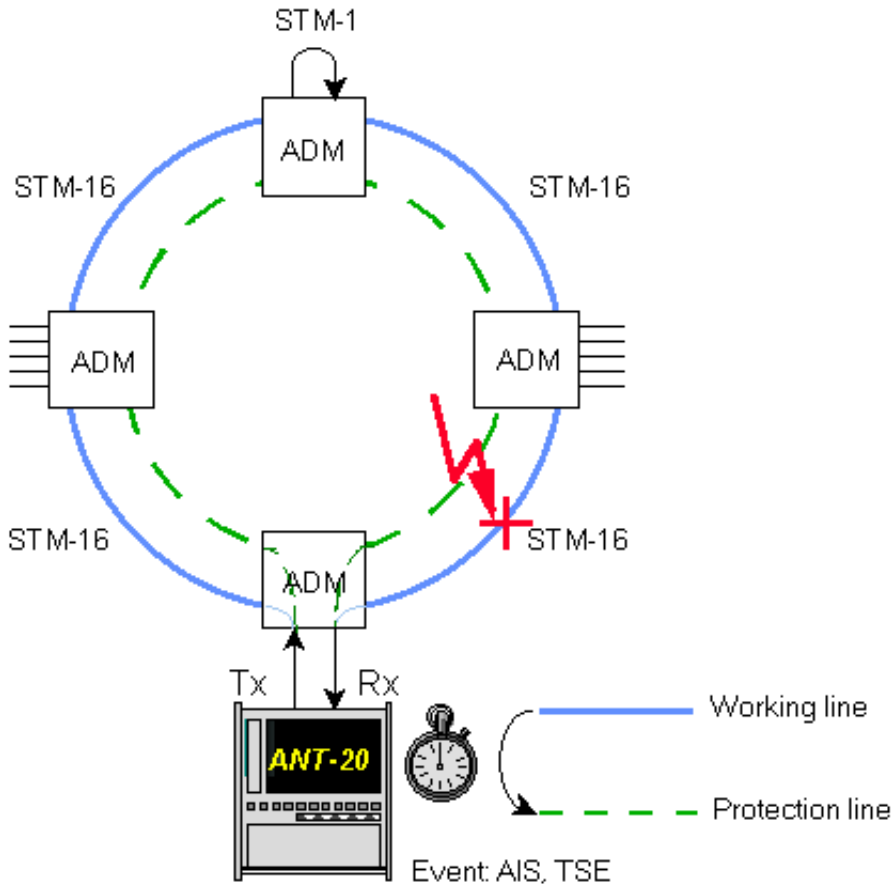 STM-1
ADM
STM-16
STM-16
ADM
ADM
STM-16
STM-16
ADM
Tx
Rx
ANT-20
Working line
Protection line
Event: AIS, TSE